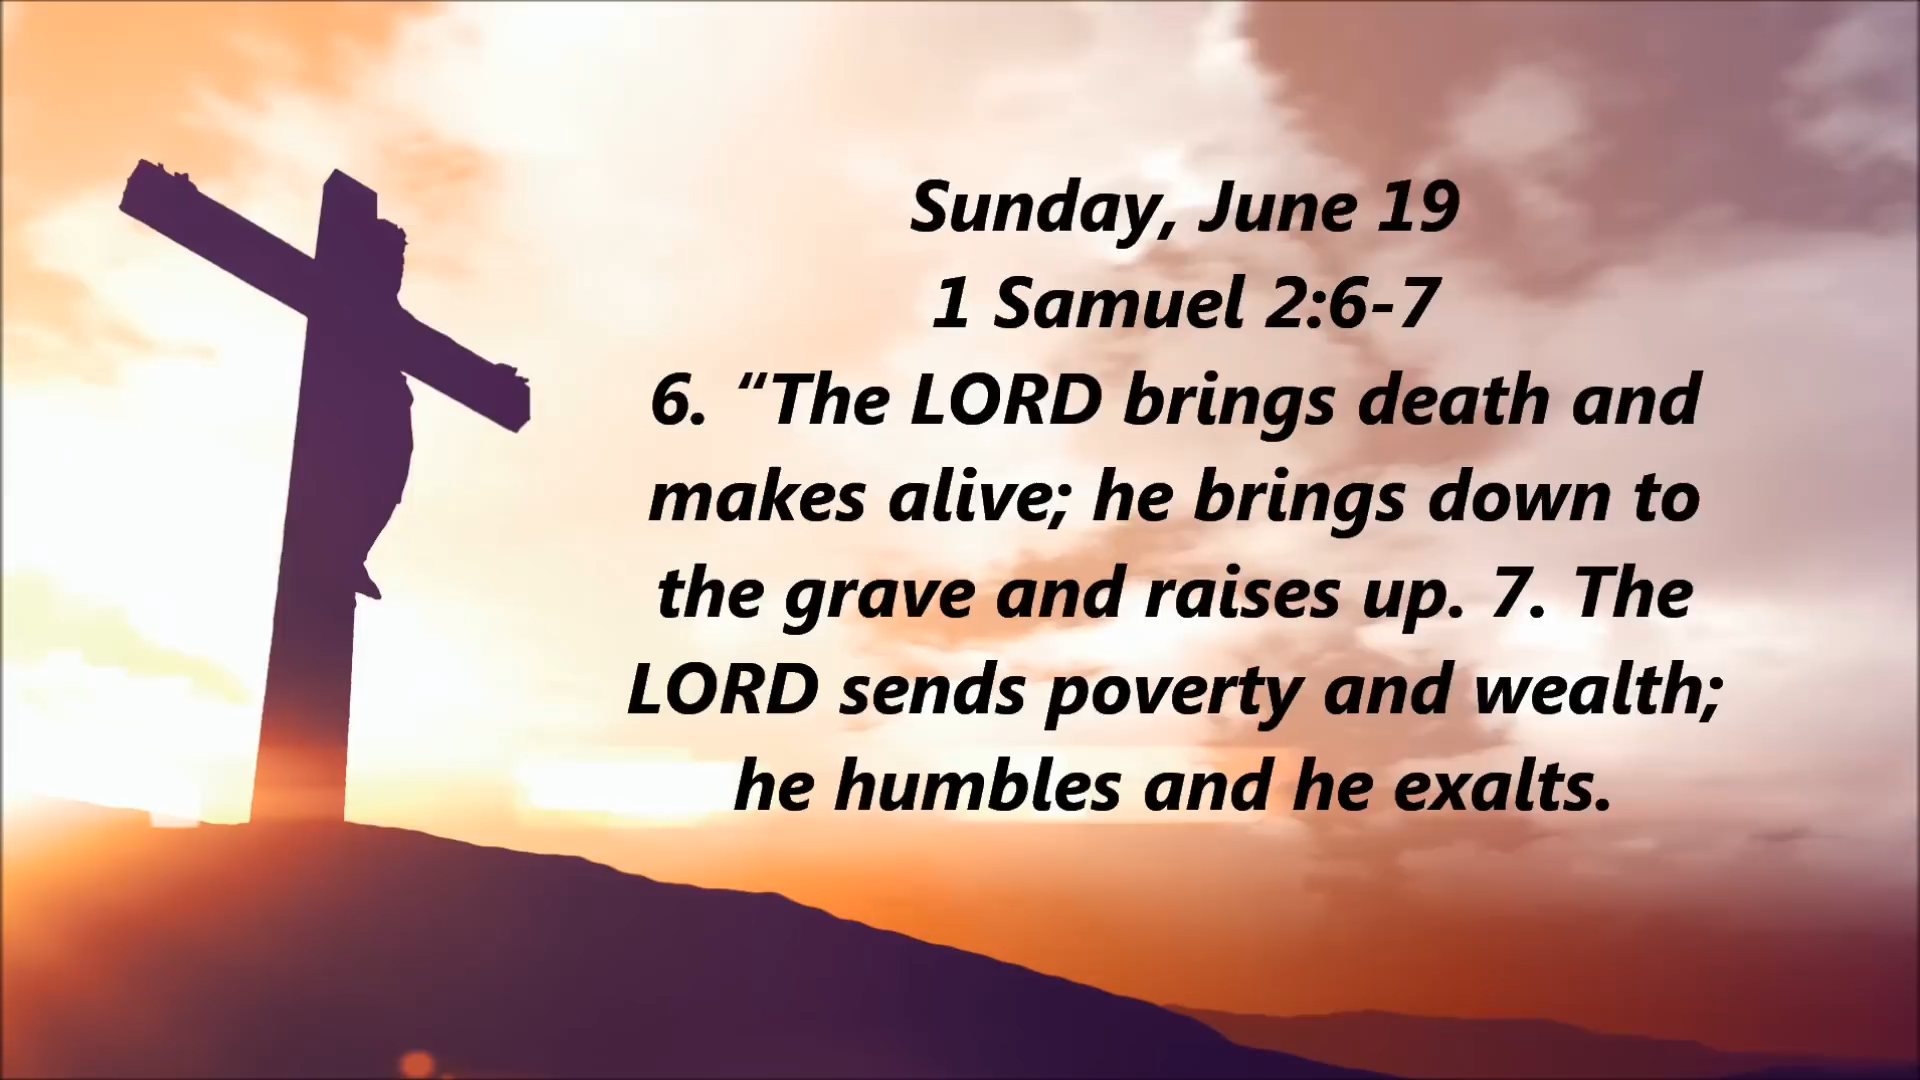 Sunday, June 19
1 Samuel 2:6-7
6. “The LORD brings death and
makes alive; he brings down to
the grave and raises up. 7. The
LORD sends poverty and wealth;
he humbles and he exalts.